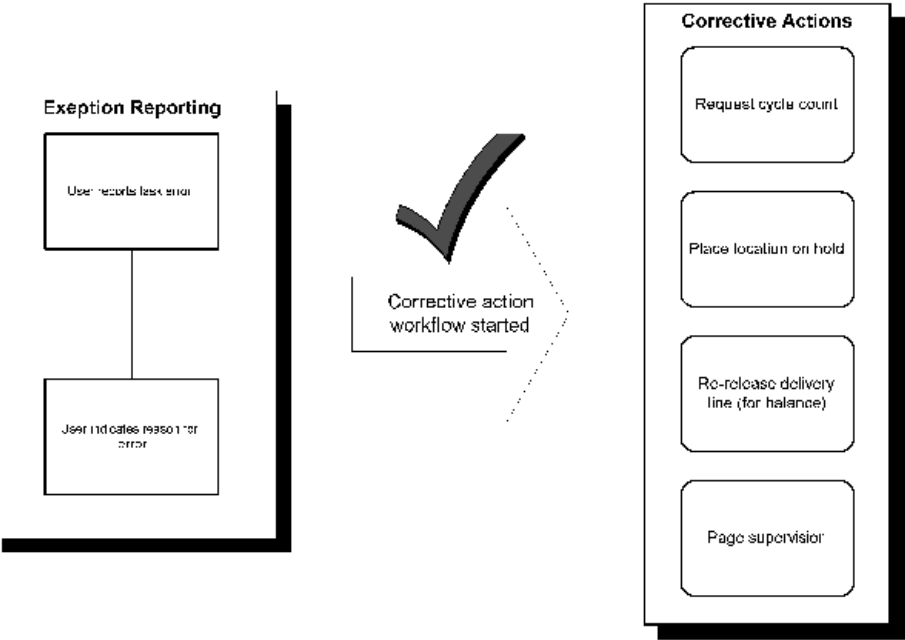 Exeption Reporting
User reports task error
User indicates reason for
error
Corrective action
workflow started
Corrective Actions
Request cycle count
Place location on hold
Re-release delivery
line (for balance)
Page supervisior